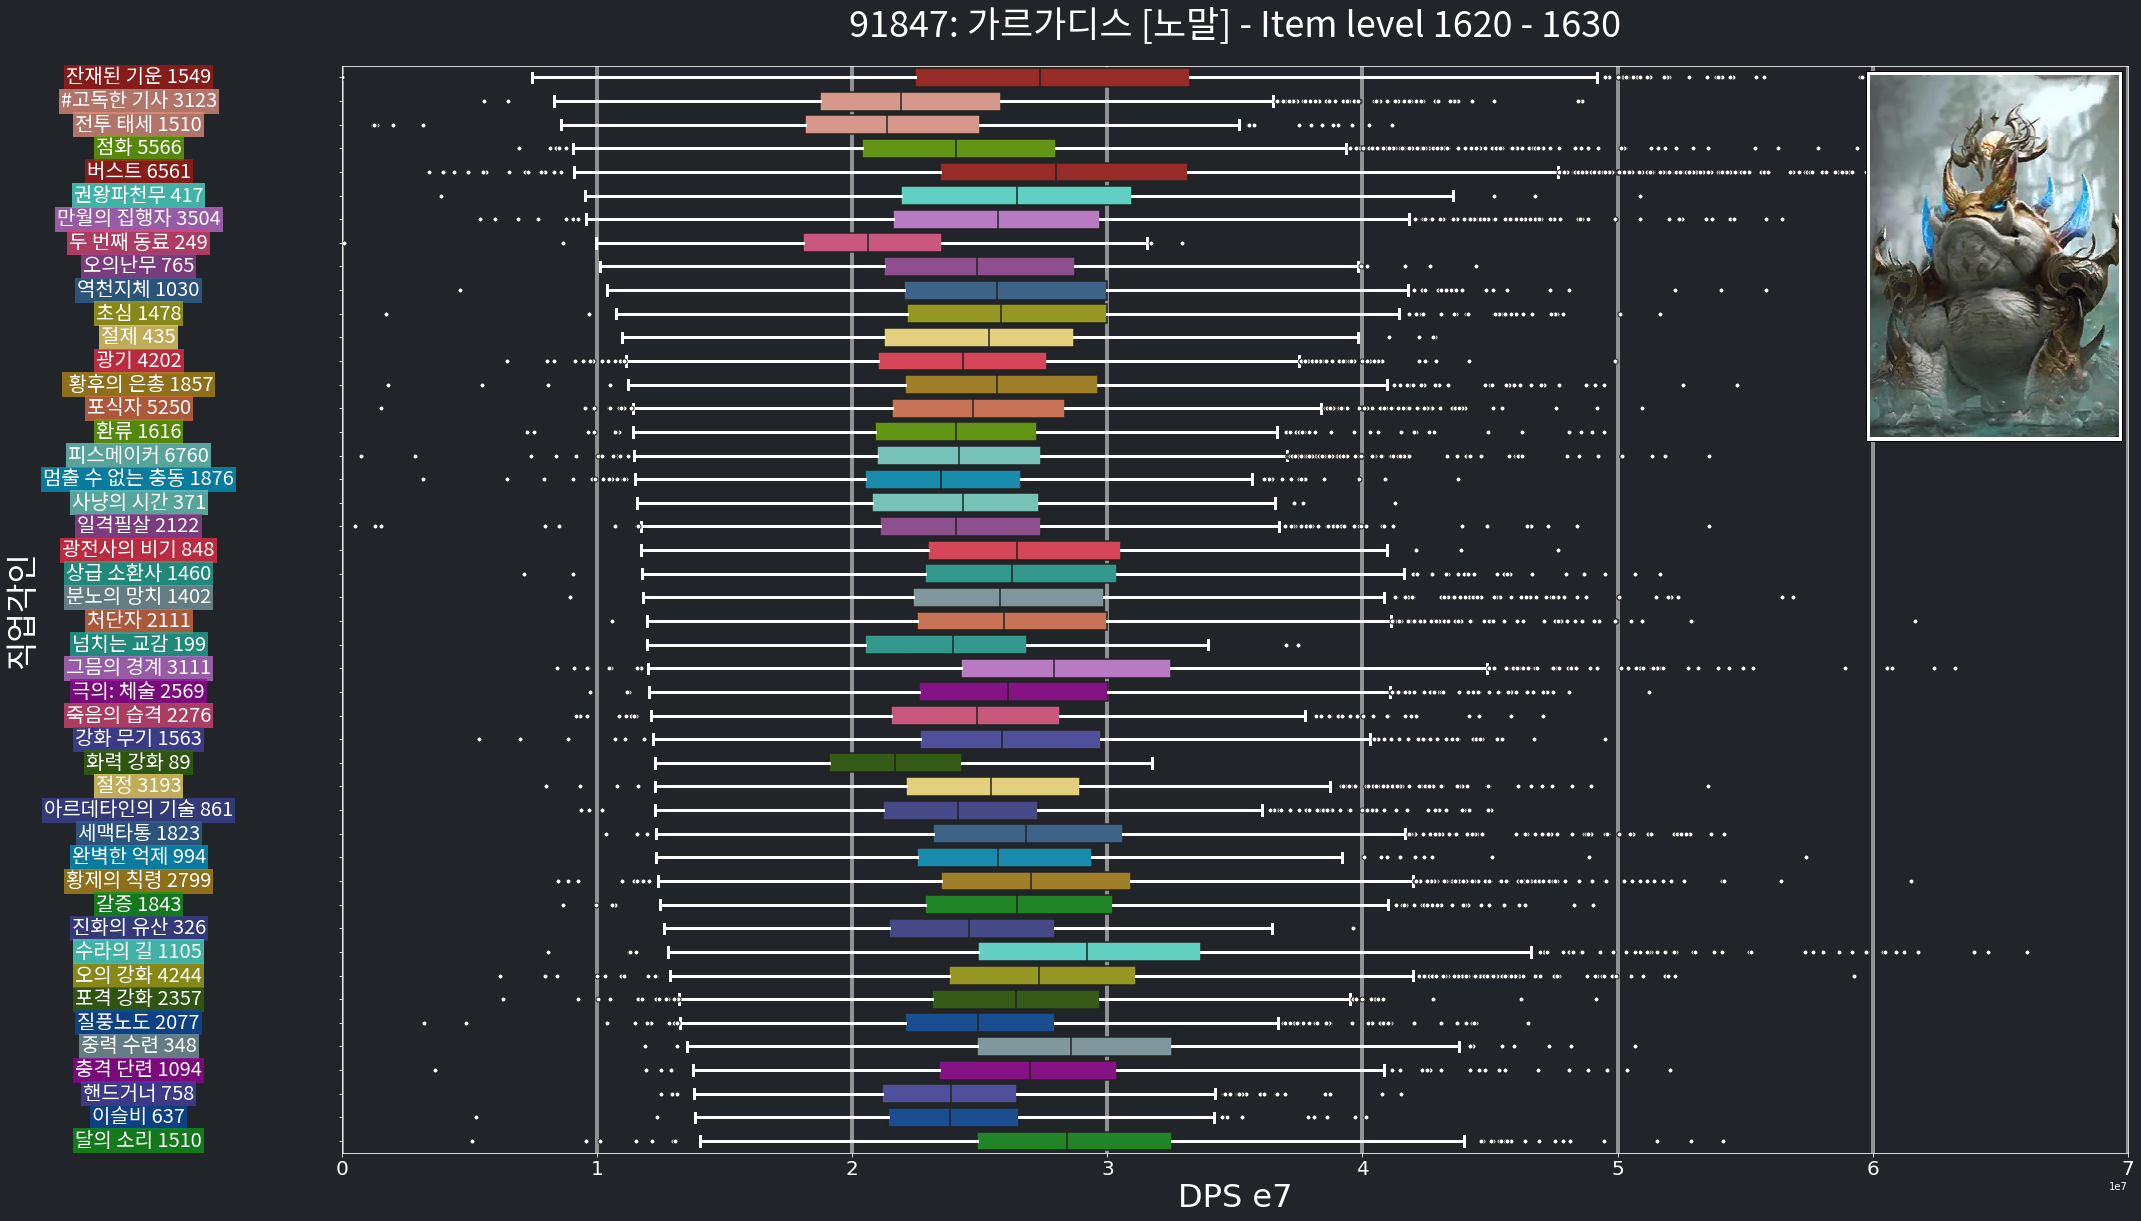 91847: 가르가디스 [노말] - Item level 1620 - 1630
직업각인
잔재된 기운 1549
#고독한 기사 3123
전투 태세 1510
점화 5566
버스트 6561
권왕파천무 417
만월의 집행자 3504
두 번째 동료 249
오의난무 765
역천지체 1030
초심 1478
절제 435
광기 4202
황후의 은총 1857
포식자 5250
환류 1616
피스메이커 6760
멈출 수 없는 충동 1876
사냥의 시간 371
일격필살 2122
광전사의 비기 848
상급 소환사 1460
분노의 망치 1402
처단자 2111
넘치는 교감 199
그믐의 경계 3111
극의: 체술 2569
죽음의 습격 2276
강화 무기 1563
화력 강화 89
절정 3193
아르데타인의 기술 861
세맥타통 1823
완벽한 억제 994
황제의 칙령 2799
갈증 1843
진화의 유산 326
수라의 길 1105
오의 강화 4244
포격 강화 2357
질풍노도 2077
중력 수련 348
충격 단련 1094
핸드거너 758
이슬비 637
달의 소리 1510
0 1 2 3 4 5 6 7
1e7
DPS e7